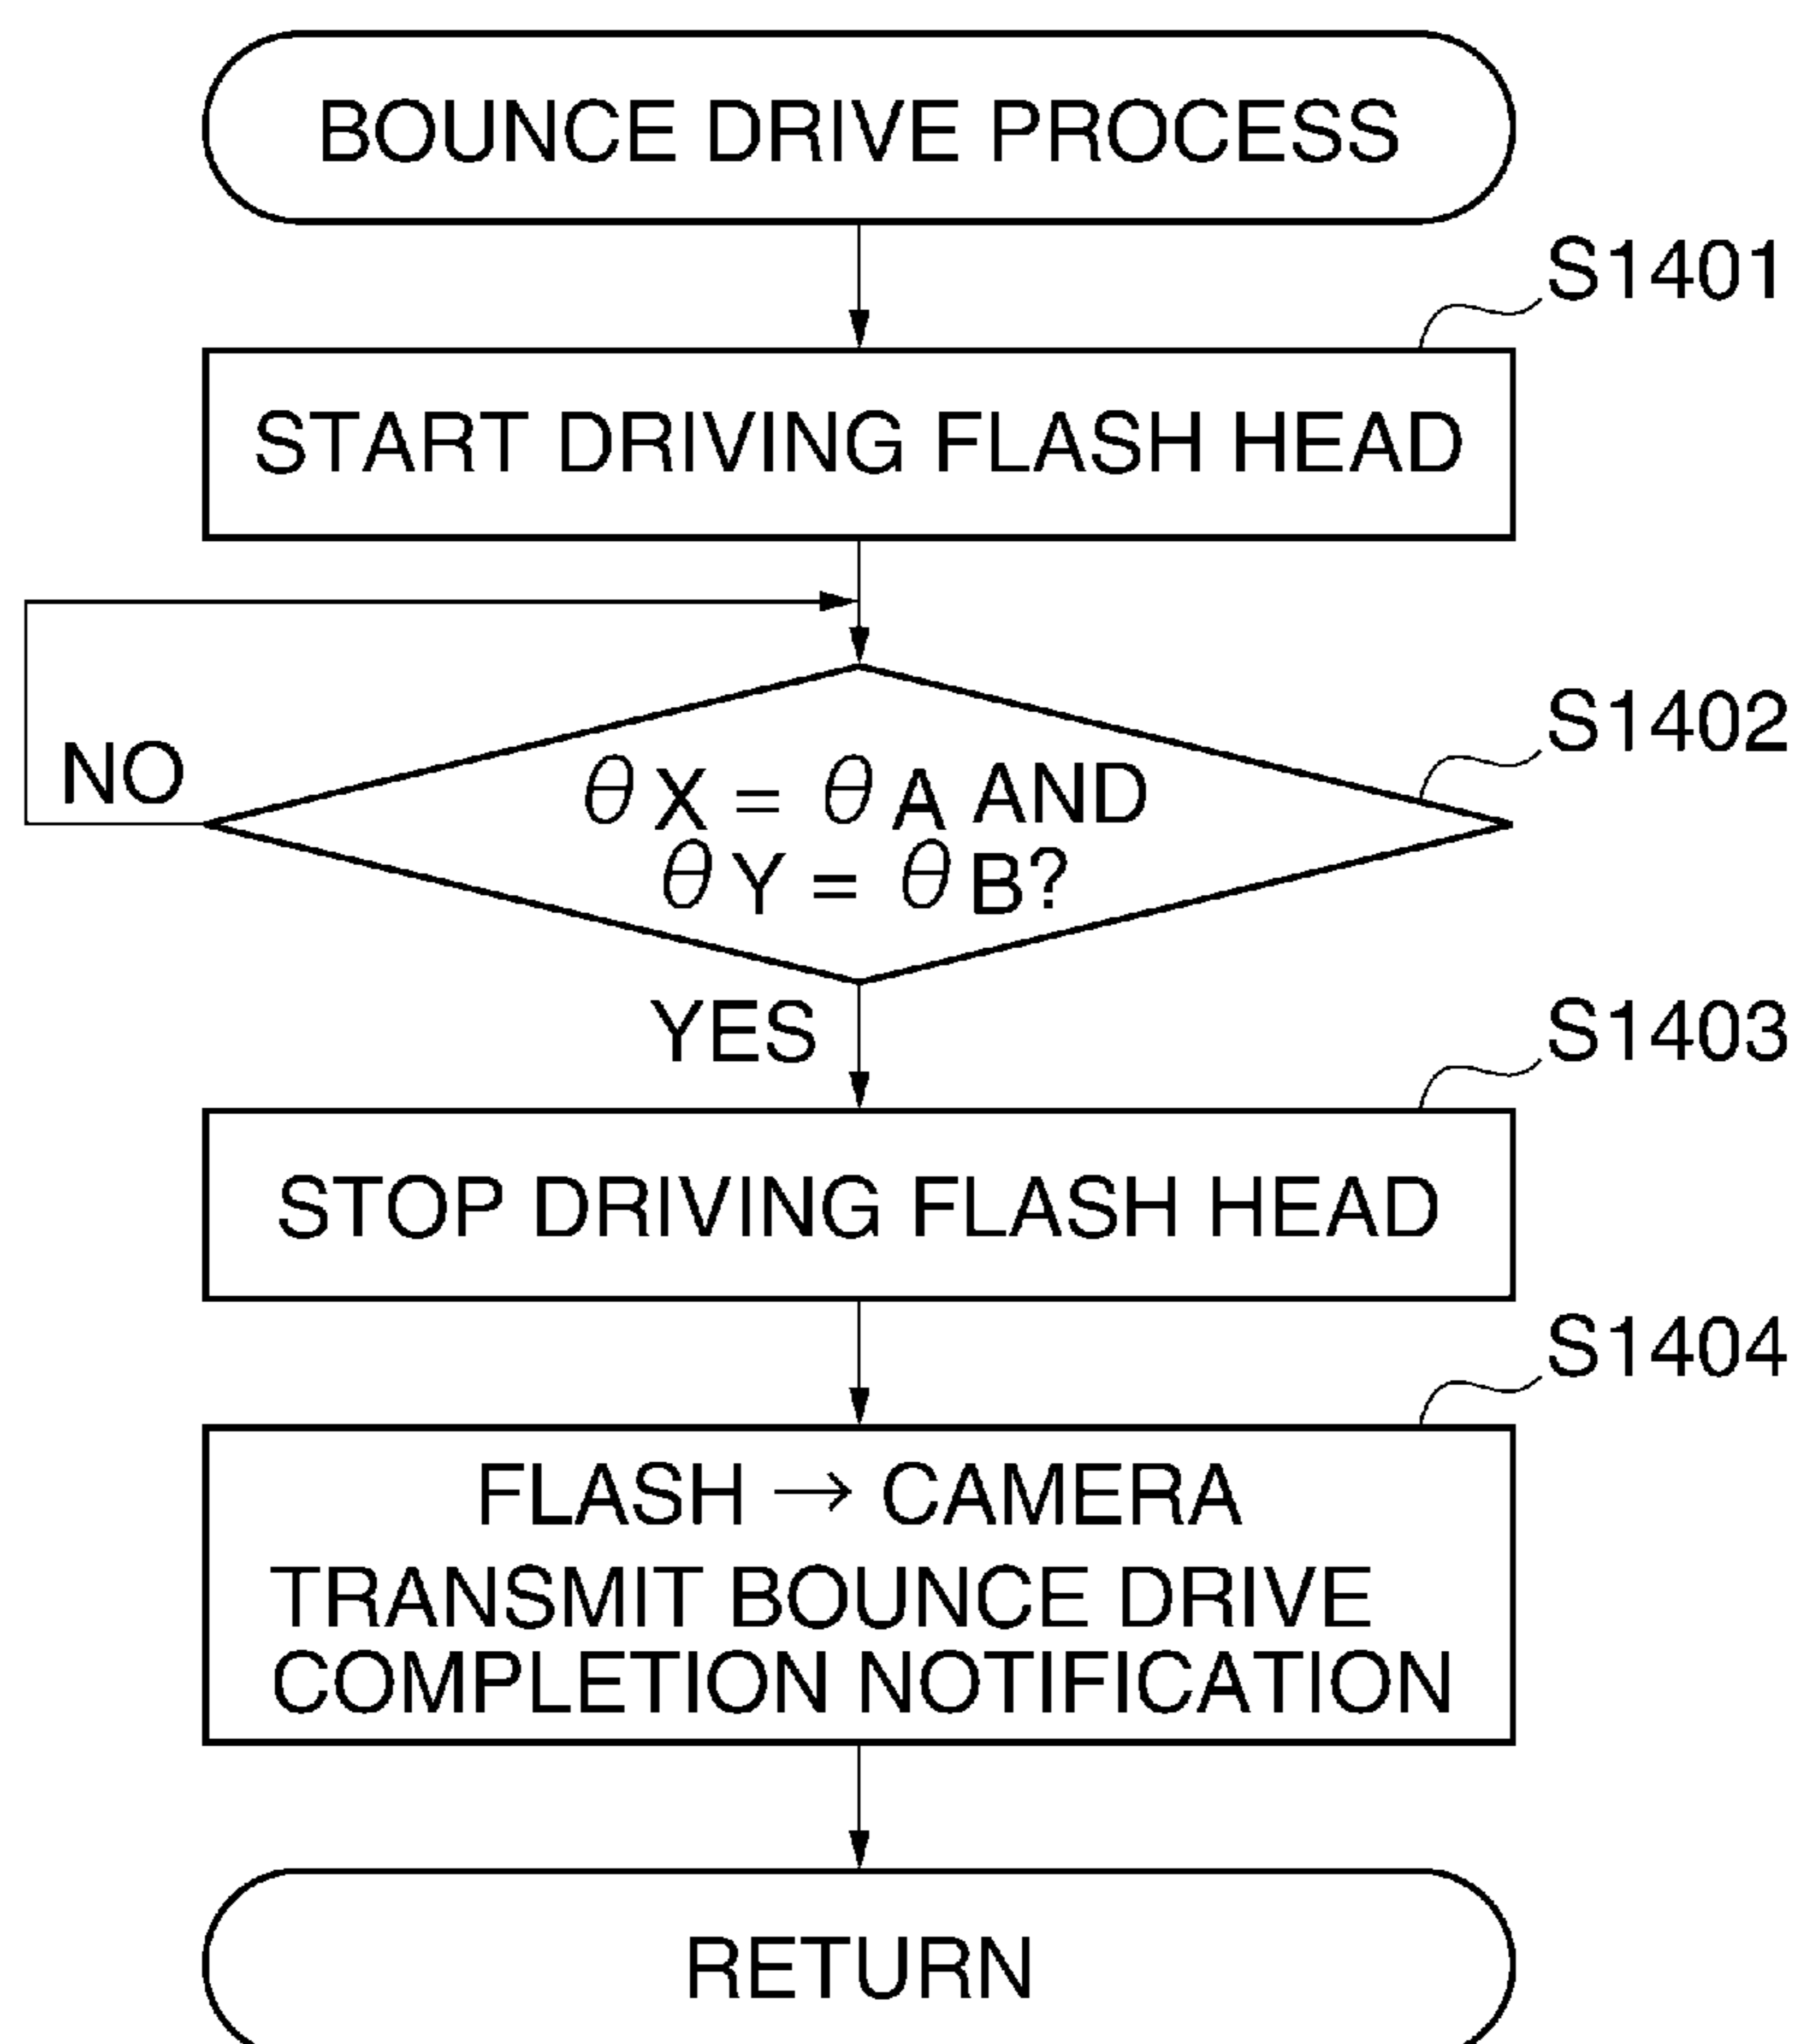 BOUNCE DRIVE PROCESS
S1401
START DRIVING FLASH HEAD
S1402
NO
θX = θA AND
θY = θB?
YES
S1403
STOP DRIVING FLASH HEAD
S1404
FLASH → CAMERA
TRANSMIT BOUNCE DRIVE
COMPLETION NOTIFICATION
RETURN